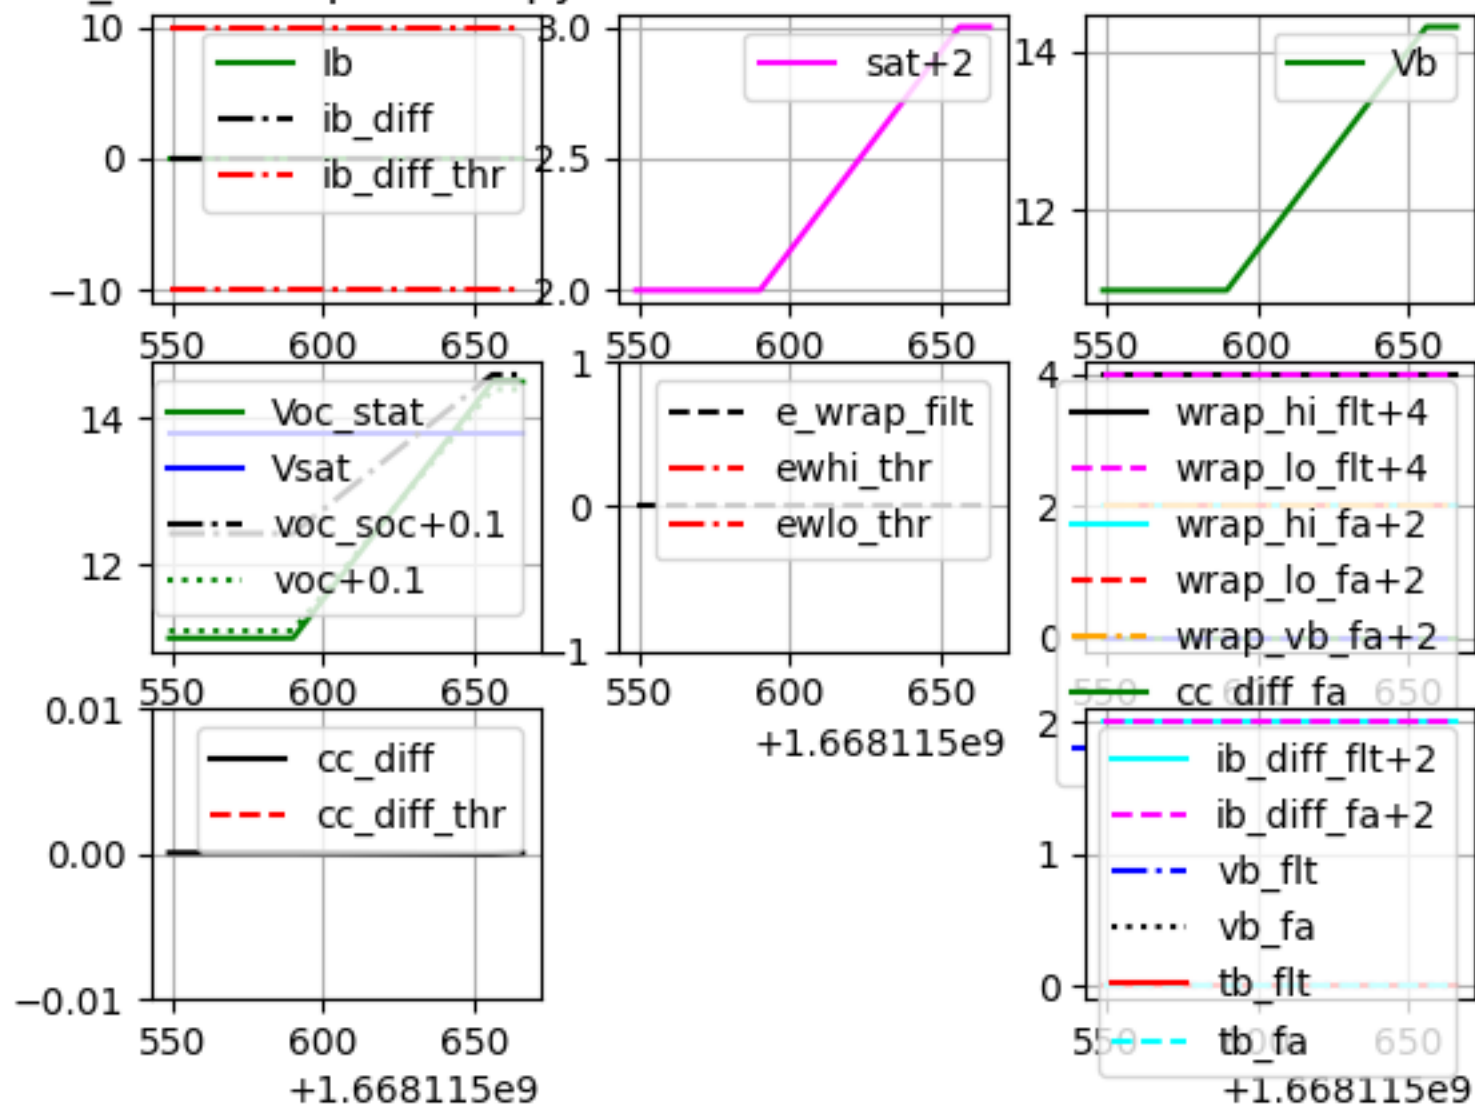 10
0
−10
Ib
ib_diff
ib_diff_thr
550 600 650
3.0
2.5
2.0
sat+2
550 600 650
14
12
Vb
550 600 650
14
12
Voc_stat
Vsat
voc_soc+0.1
voc+0.1
550 600 650
1
0
−1
e_wrap_filt
ewhi_thr
ewlo_thr
550 600 650
+1.668115e9
4
2
0
wrap_hi_flt+4
wrap_lo_flt+4
wrap_hi_fa+2
wrap_lo_fa+2
wrap_vb_fa+2
cc_diff_fa
550 650
0.01
0.00
−0.01
cc_diff
cc_diff_thr
550 600 650
+1.668115e9
2
1
0
ib_diff_flt+2
ib_diff_fa+2
vb_flt
vb_fa
tb_flt
tb_fa
550 600 650
+1.668115e9